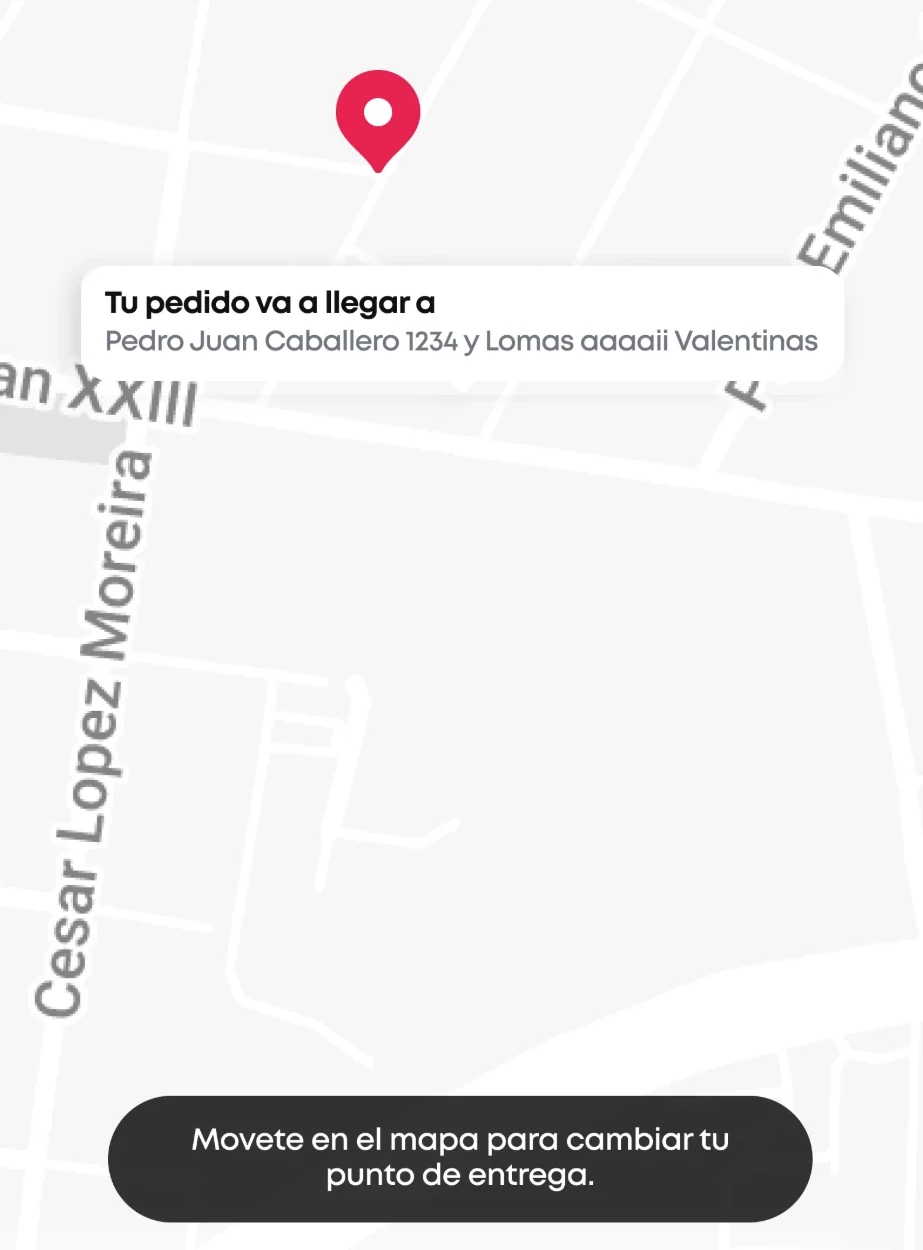 Emiliano
Tu pedido va a llegar a
Pedro Juan Caballero 1234 y Lomas aaaaii Valentinas
an XXIII
Cesar Lopez Moreira
Movete en el mapa para cambiar tu
punto de entrega.